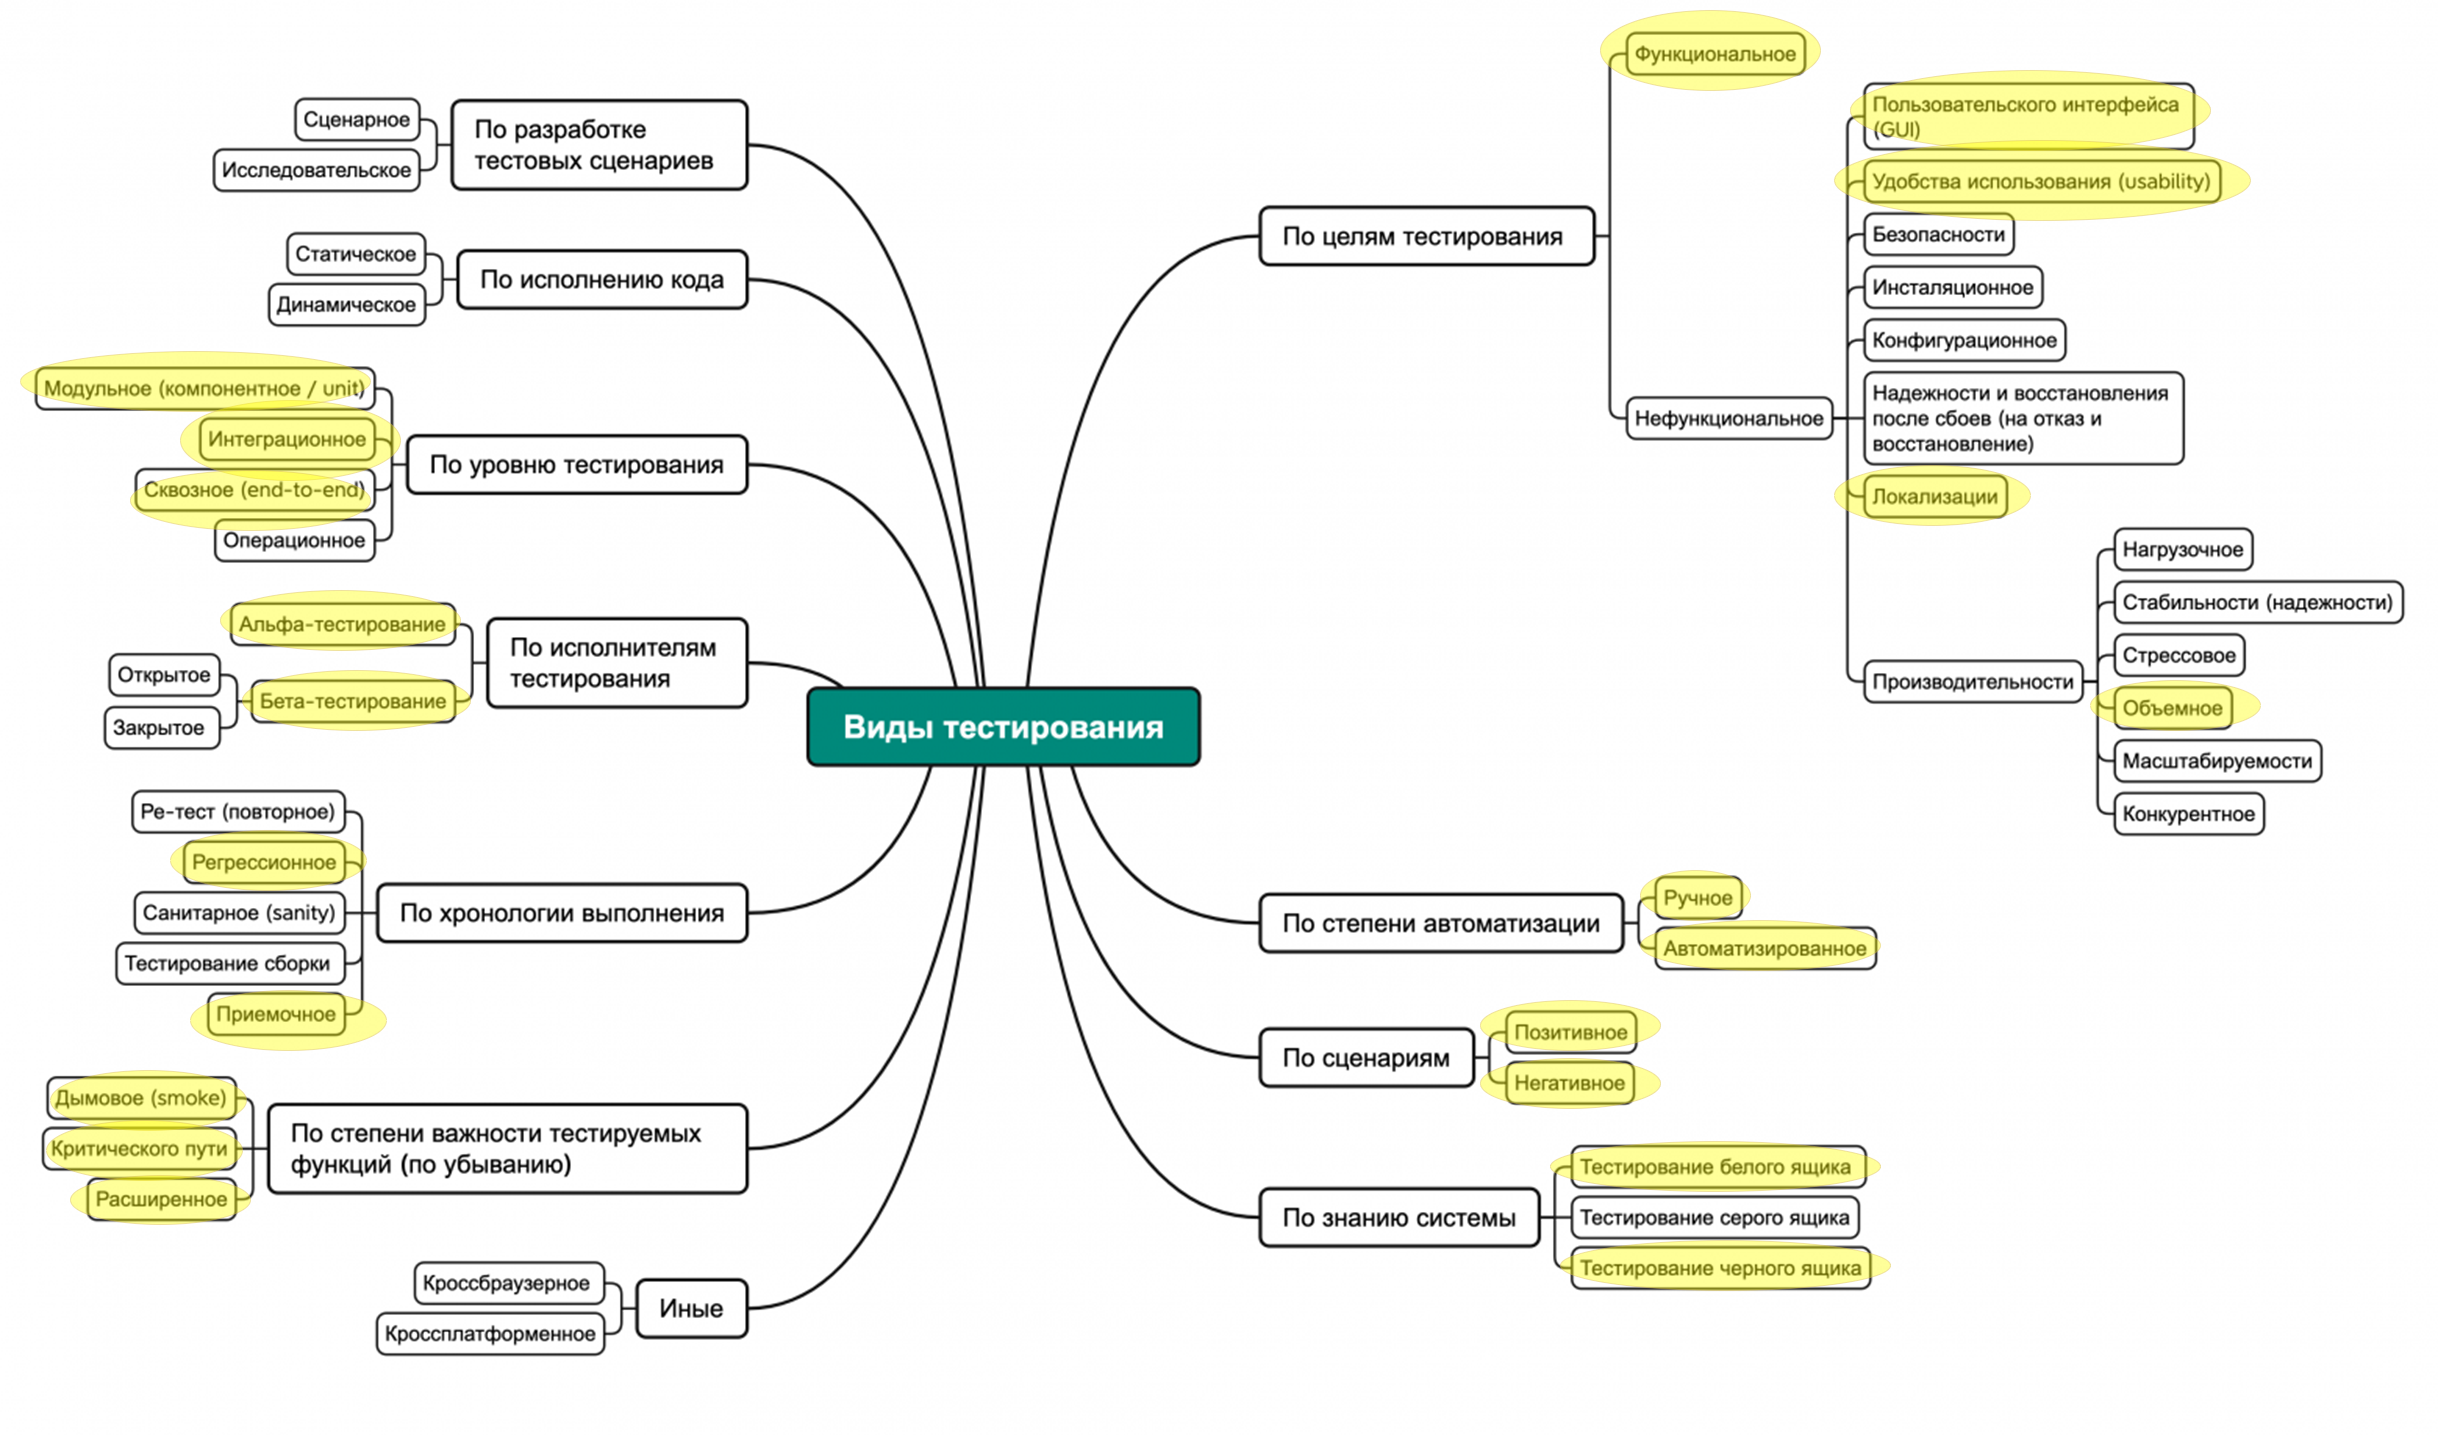 Виды тестирования
По разработке
тестовых сценариев
Сценарное
Исследовательское
По исполнению кода
Статическое
Динамическое
По уровню тестирования
Модульное (компонентное / unit)
Интеграционное
Сквозное (end-to-end)
Операционное
По исполнителям
тестирования
Альфа-тестирование
Бета-тестирование
Открытое
Закрытое
По хронологии выполнения
Ре-тест (повторное)
Регрессионное
Санитарное (sanity)
Тестирование сборки
Приемочное
По степени важности тестируемых
функций (по убыванию)
Дымовое (smoke)
Критического пути
Расширенное
Иные
Кроссбраузерное
Кроссплатформенное
По целям тестирования
Функциональное
Нефункциональное
Пользовательского интерфейса
(GUI)
Удобства использования (usability)
Безопасности
Инсталяционное
Конфигурационное
Надежности и восстановления
после сбоев (на отказ и
восстановление)
Локализации
Производительности
Нагрузочное
Стабильности (надежности)
Стрессовое
Объемное
Масштабируемости
Конкурентное
По степени автоматизации
Ручное
Автоматизированное
По сценариям
Позитивное
Негативное
По знанию системы
Тестирование белого ящика
Тестирование серого ящика
Тестирование черного ящика